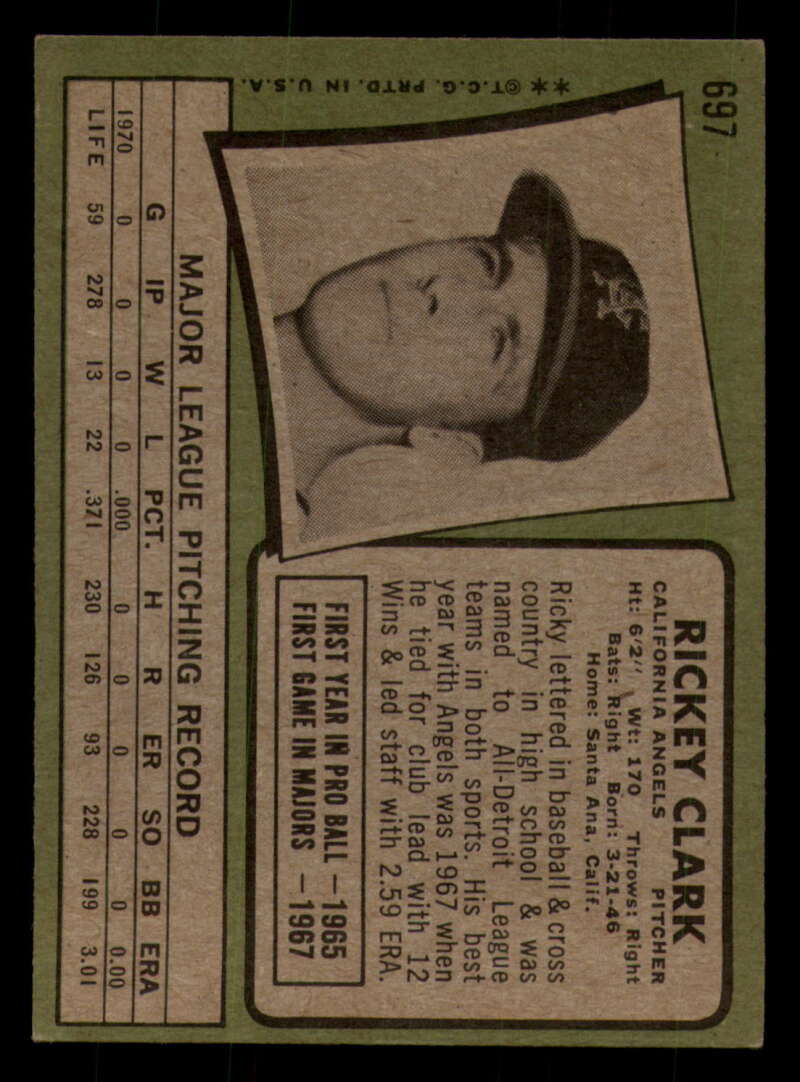 697
✶✶©T.C.G. PRTD. IN U.S.A.
RICKEY CLARK
CALIFORNIA ANGELS PITCHER
Ht: 6'2" Wt: 170 Throws: Right
Bats: Right Born: 3-21-46
Home: Santa Ana, Calif.
Ricky lettered in baseball & cross
country in high school & was
named to All-Detroit League
teams in both sports. His best
year with Angels was 1967 when
he tied for club lead with 12
Wins & led staff with 2.59 ERA.
FIRST YEAR IN PRO BALL — 1965
FIRST GAME IN MAJORS — 1967
MAJOR LEAGUE PITCHING RECORD
G IP W L PCT. H R ER SO BB ERA
1970 0 0 0 0 .000 0 0 0 0 0 0.00
LIFE 59 278 13 22 .371 230 126 93 228 199 3.01